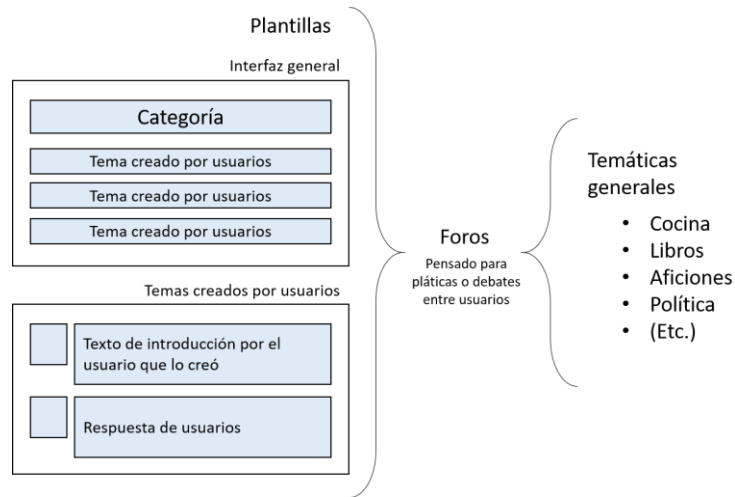 Plantillas
Interfaz general
Categoría
Tema creado por usuarios
Tema creado por usuarios
Tema creado por usuarios
Temas creados por usuarios
Texto de introducción por el
usuario que lo creó
Respuesta de usuarios
Foros
Pensado para
pláticas o debates
entre usuarios
Temáticas
generales
• Cocina
• Libros
• Aficiones
• Política
• (Etc.)